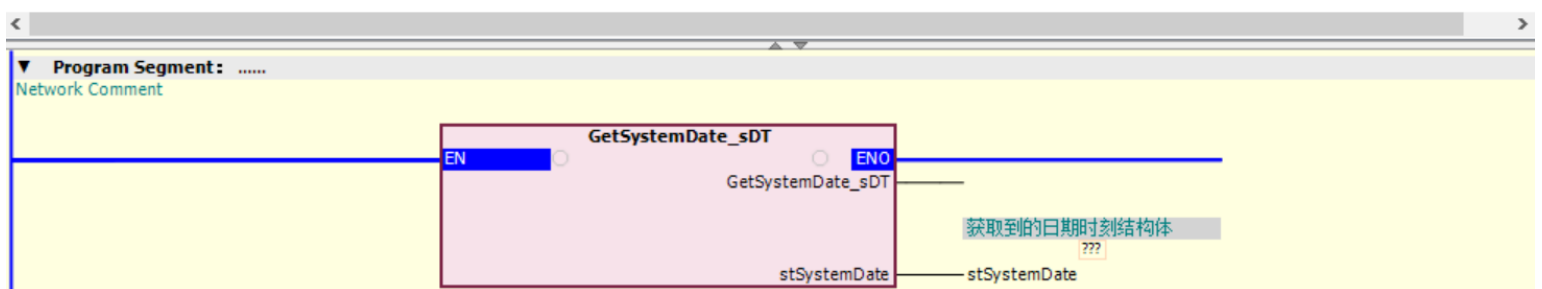 Program Segment: ......
Network Comment
GetSystemDate_sDT
EN ENO
GetSystemDate_sDT
获取到的日期时刻结构体
???
stSystemDate stSystemDate